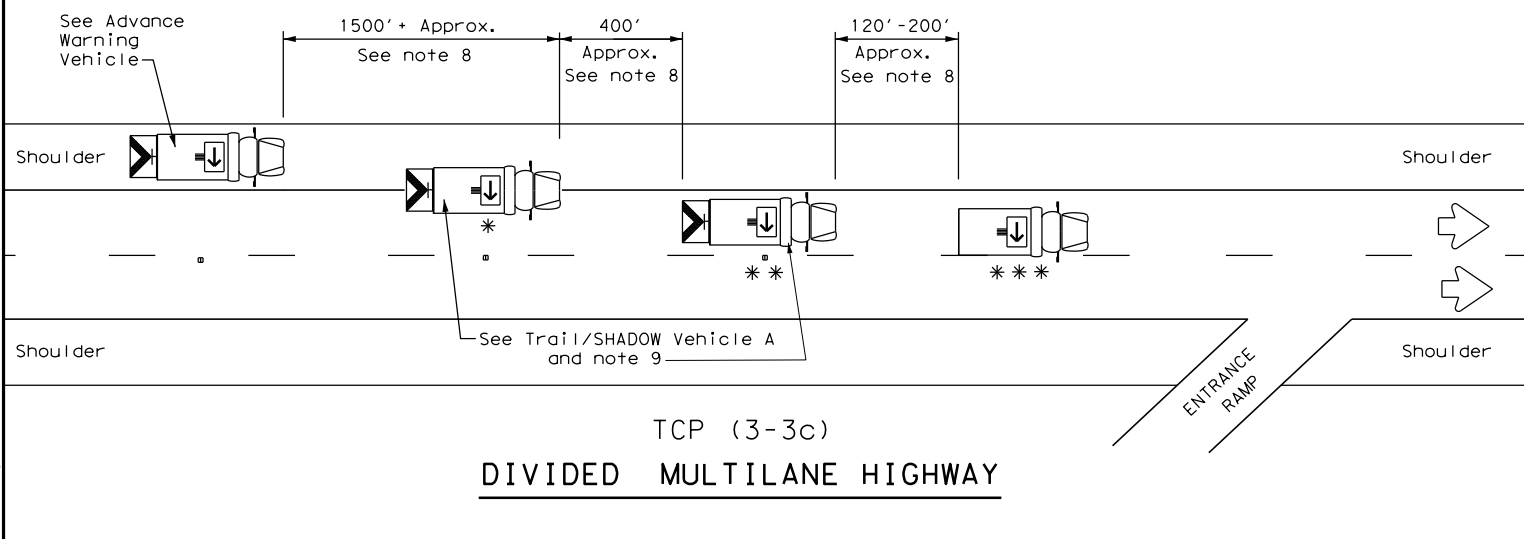 See Advance
Warning
Vehicle
1500'+ Approx.
See note 8
400'
Approx.
See note 8
120'-200'
Approx.
See note 8
Shoulder
Shoulder
*
* *
* * *
See Trail/SHADOW Vehicle A
and note 9
Shoulder
Shoulder
ENTRANCE
RAMP
TCP (3-3c)
DIVIDED MULTILANE HIGHWAY